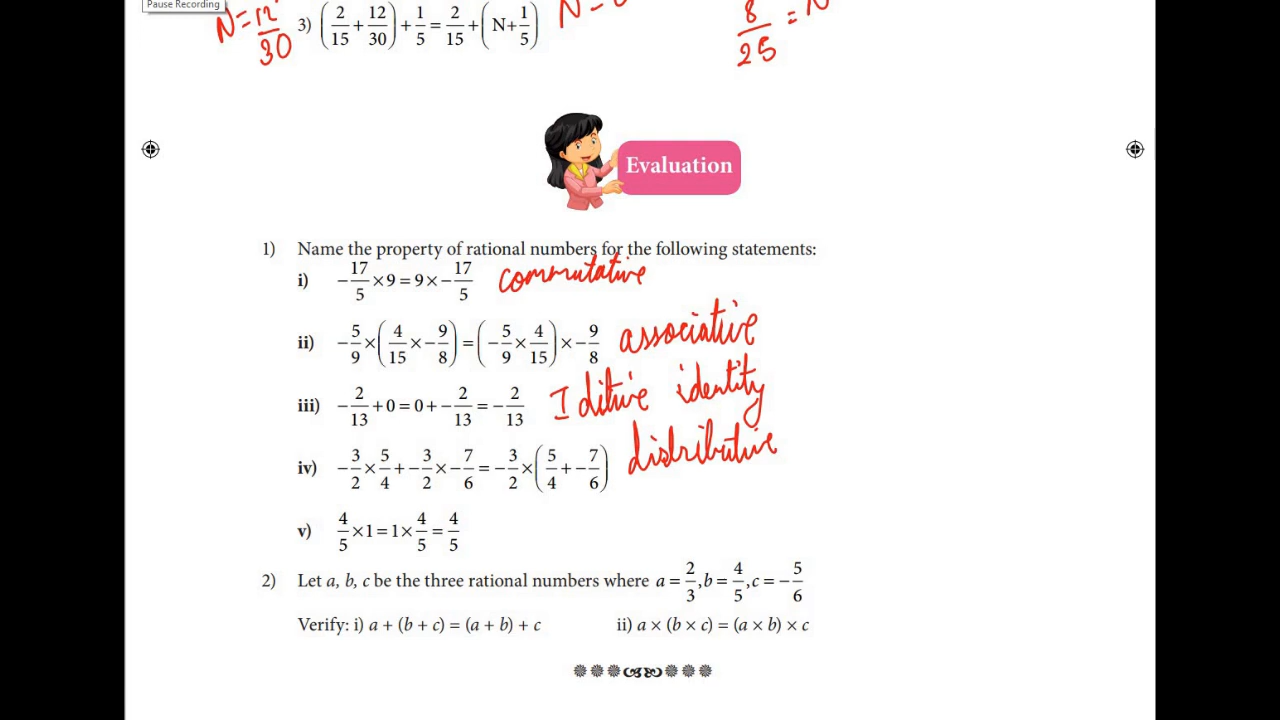 Pause Recording
N = 12/30
3) (2/15 + 12/30) + 1/5 = 2/15 + (N + 1/5)
8/25 = N
Evaluation
1) Name the property of rational numbers for the following statements:
i) -17/5 × 9 = 9 × -17/5 commutative
ii) -5/9 × (4/15 × -9/8) = (-5/9 × 4/15) × -9/8 associative
iii) -2/13 + 0 = 0 + -2/13 = -2/13 I ditive identity
iv) -3/2 × 5/4 + -3/2 × -7/6 = -3/2 × (5/4 + -7/6) distributive
v) 4/5 × 1 = 1 × 4/5 = 4/5
2) Let a, b, c be the three rational numbers where a = 2/3, b = 4/5, c = -5/6
Verify: i) a + (b + c) = (a + b) + c ii) a × (b × c) = (a × b) × c